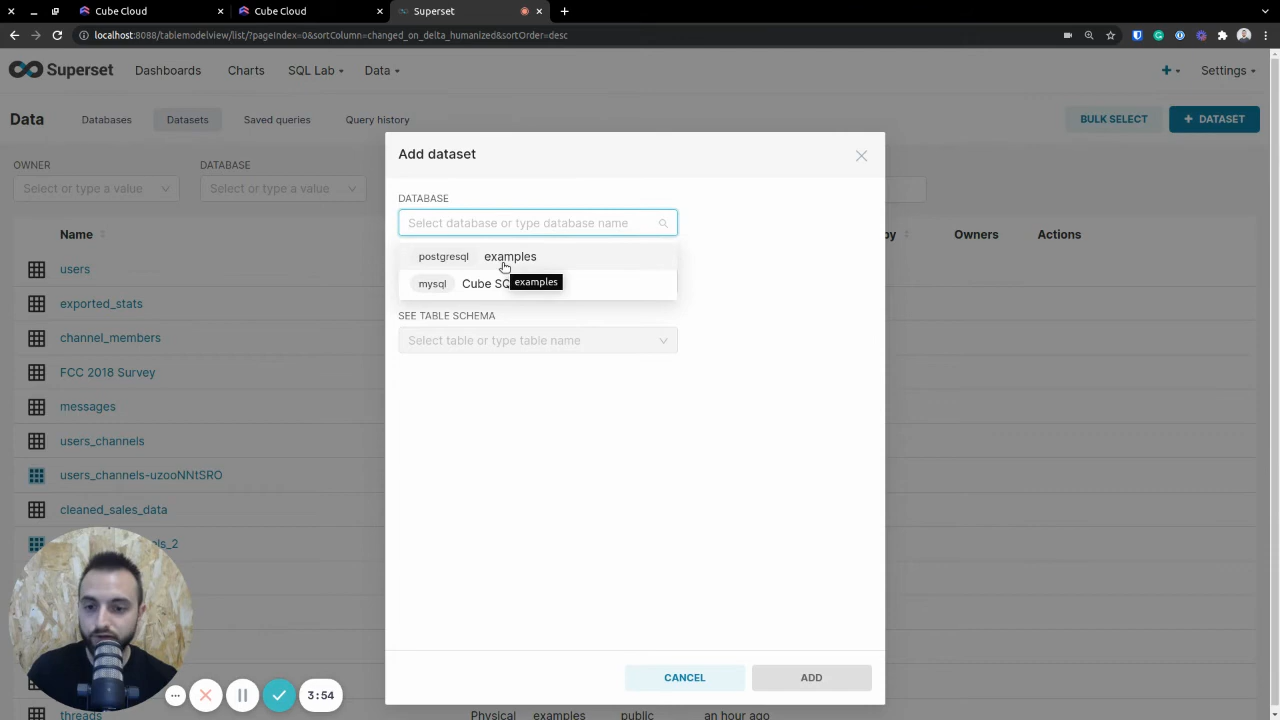 Cube Cloud
Cube Cloud
Superset
localhost:8088/tablemodelview/list/?pageIndex=0&sortColumn=changed_on_delta_humanized&sortOrder=desc
Superset
Dashboards
Charts
SQL Lab
Data
Settings
Data
Databases
Datasets
Saved queries
Query history
BULK SELECT
+ DATASET
OWNER
DATABASE
Select or type a value
Select or type a value
Add dataset
DATABASE
Select database or type database name
postgresql examples
mysql Cube SQ
examples
SEE TABLE SCHEMA
Select table or type table name
CANCEL
ADD
Name
by
Owners
Actions
users
exported_stats
channel_members
FCC 2018 Survey
messages
users_channels
users_channels-uzooNNtSRO
cleaned_sales_data
_2
threads
Physical
examples
public
an hour ago
3:54